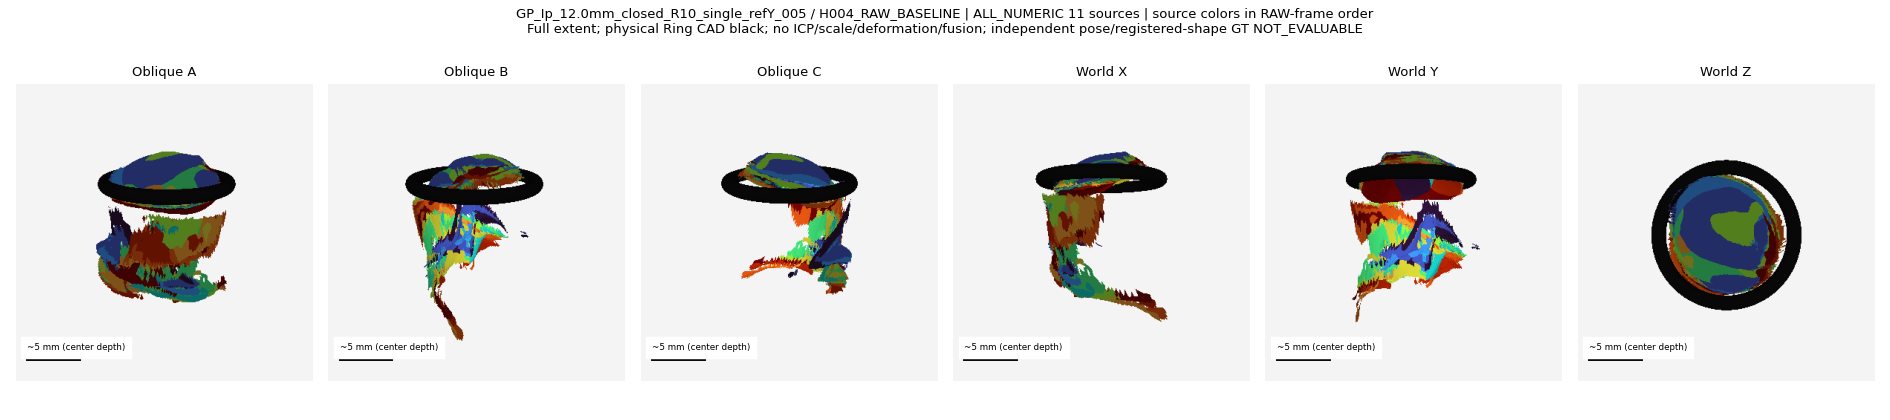 GP_Ip_12.0mm_closed_R10_single_refY_005 / H004_RAW_BASELINE | ALL_NUMERIC 11 sources | source colors in RAW-frame order
Full extent; physical Ring CAD black; no ICP/scale/deformation/fusion; independent pose/registered-shape GT NOT_EVALUABLE
Oblique A
Oblique B
Oblique C
World X
World Y
World Z
~5 mm (center depth)
~5 mm (center depth)
~5 mm (center depth)
~5 mm (center depth)
~5 mm (center depth)
~5 mm (center depth)